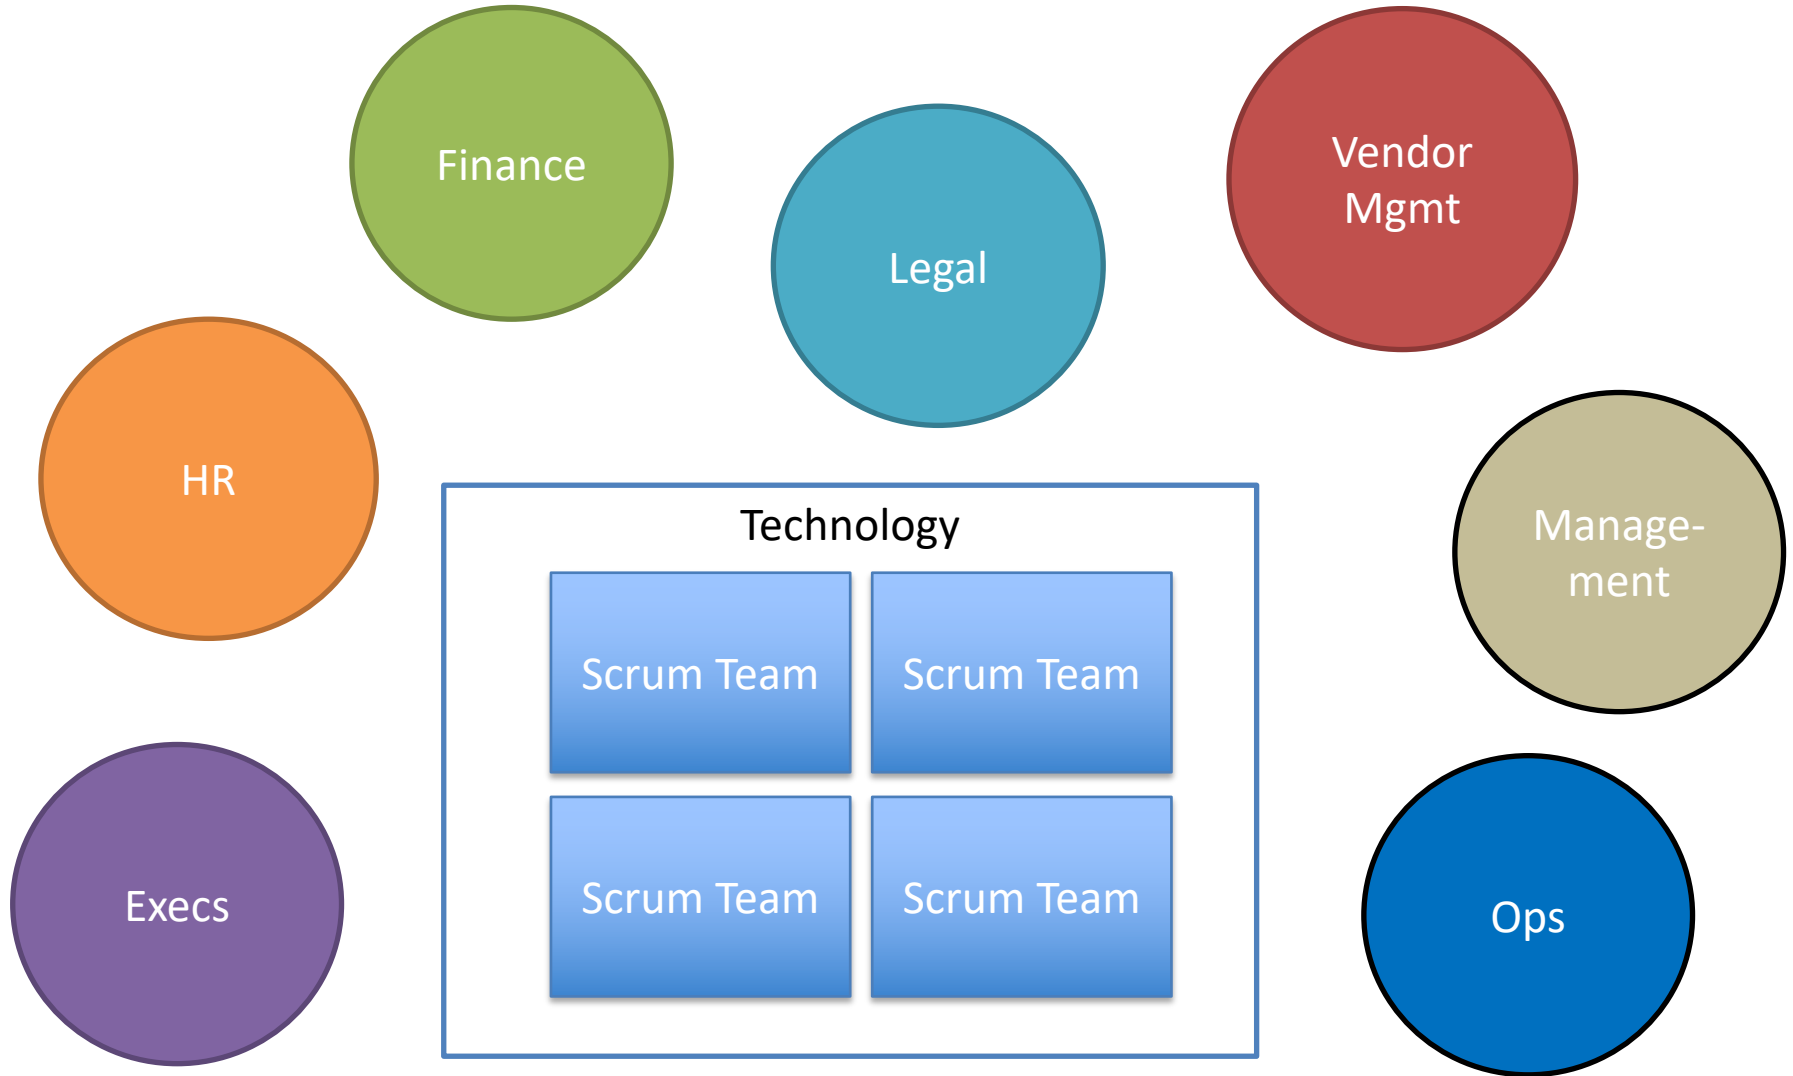 Finance
Legal
Vendor
Mgmt
HR
Technology
Manage-
ment
Scrum Team
Scrum Team
Scrum Team
Scrum Team
Execs
Ops